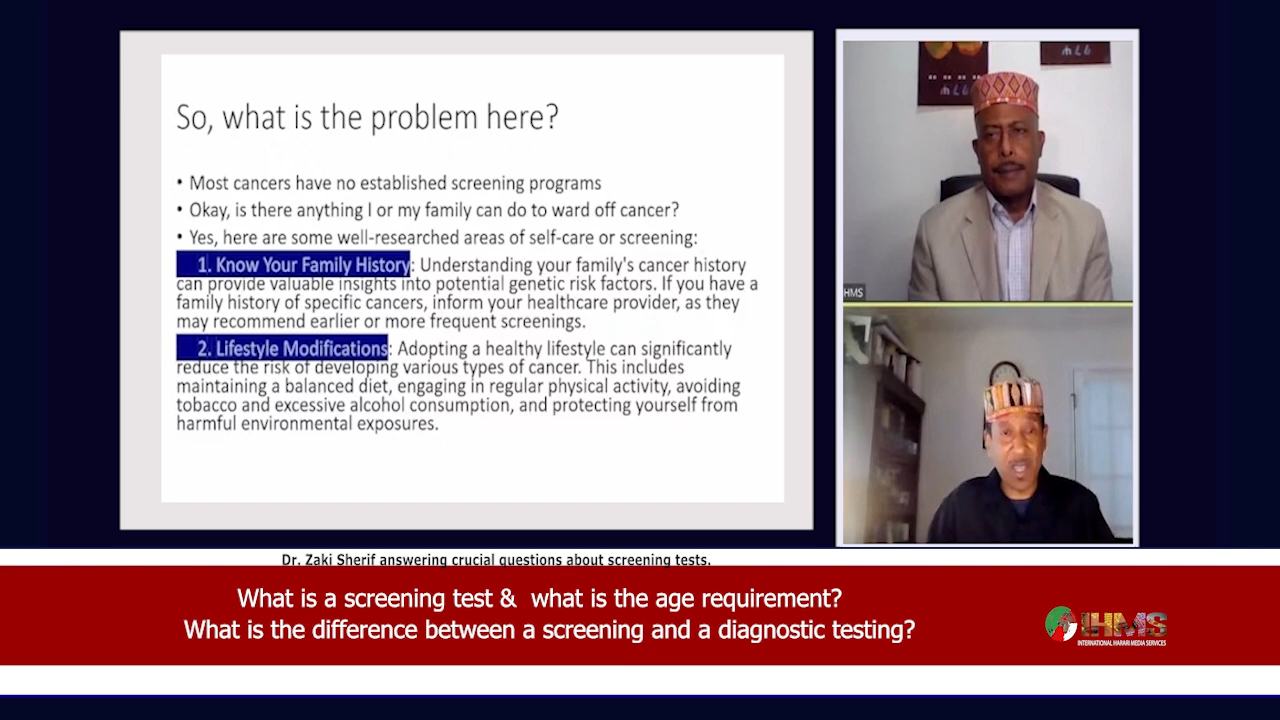 So, what is the problem here?
• Most cancers have no established screening programs
• Okay, is there anything I or my family can do to ward off cancer?
• Yes, here are some well-researched areas of self-care or screening:
1. Know Your Family History: Understanding your family's cancer history
can provide valuable insights into potential genetic risk factors. If you have a
family history of specific cancers, inform your healthcare provider, as they
may recommend earlier or more frequent screenings.
2. Lifestyle Modifications: Adopting a healthy lifestyle can significantly
reduce the risk of developing various types of cancer. This includes
maintaining a balanced diet, engaging in regular physical activity, avoiding
tobacco and excessive alcohol consumption, and protecting yourself from
harmful environmental exposures.
HMS
Dr. Zaki Sherif answering crucial questions about screening tests.
What is a screening test & what is the age requirement?
What is the difference between a screening and a diagnostic testing?
IHMS
INTERNATIONAL HARARI MEDIA SERVICES